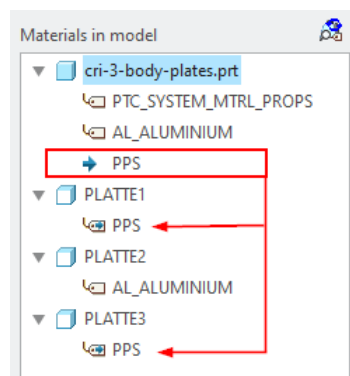 Materials in model
cri-3-body-plates.prt
PTC_SYSTEM_MTRL_PROPS
AL_ALUMINIUM
PPS
PLATTE1
PPS
PLATTE2
AL_ALUMINIUM
PLATTE3
PPS